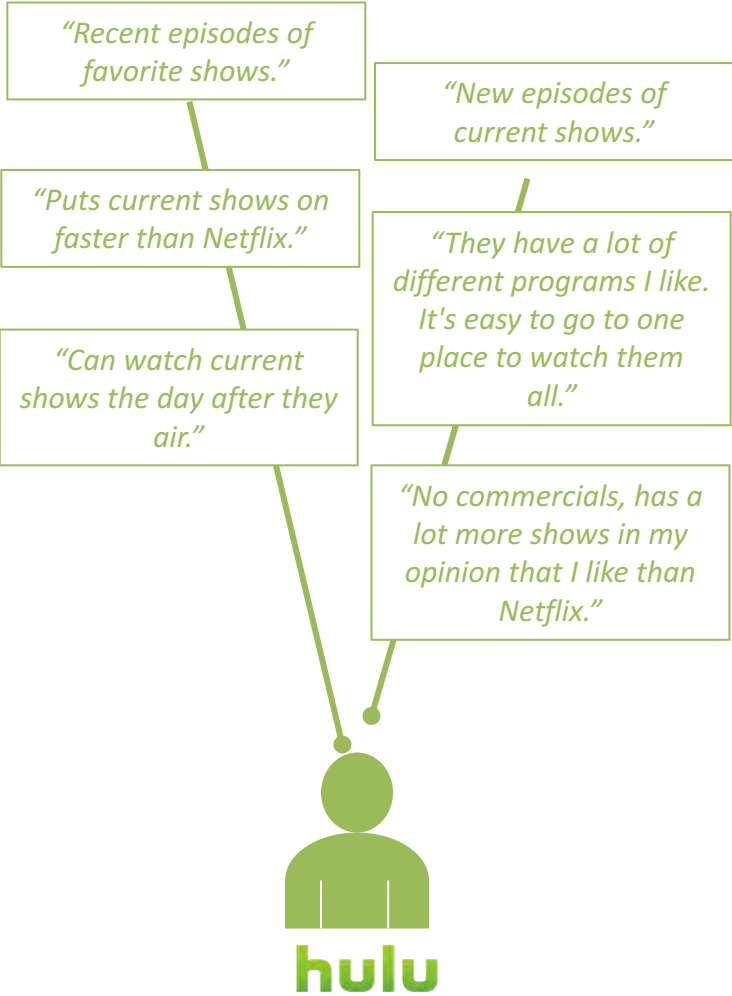 “Recent episodes of
favorite shows.”
“New episodes of
current shows.”
“Puts current shows on
faster than Netflix.”
“They have a lot of
different programs I like.
It's easy to go to one
place to watch them
all.”
“Can watch current
shows the day after they
air.”
“No commercials, has a
lot more shows in my
opinion that I like than
Netflix.”
hulu